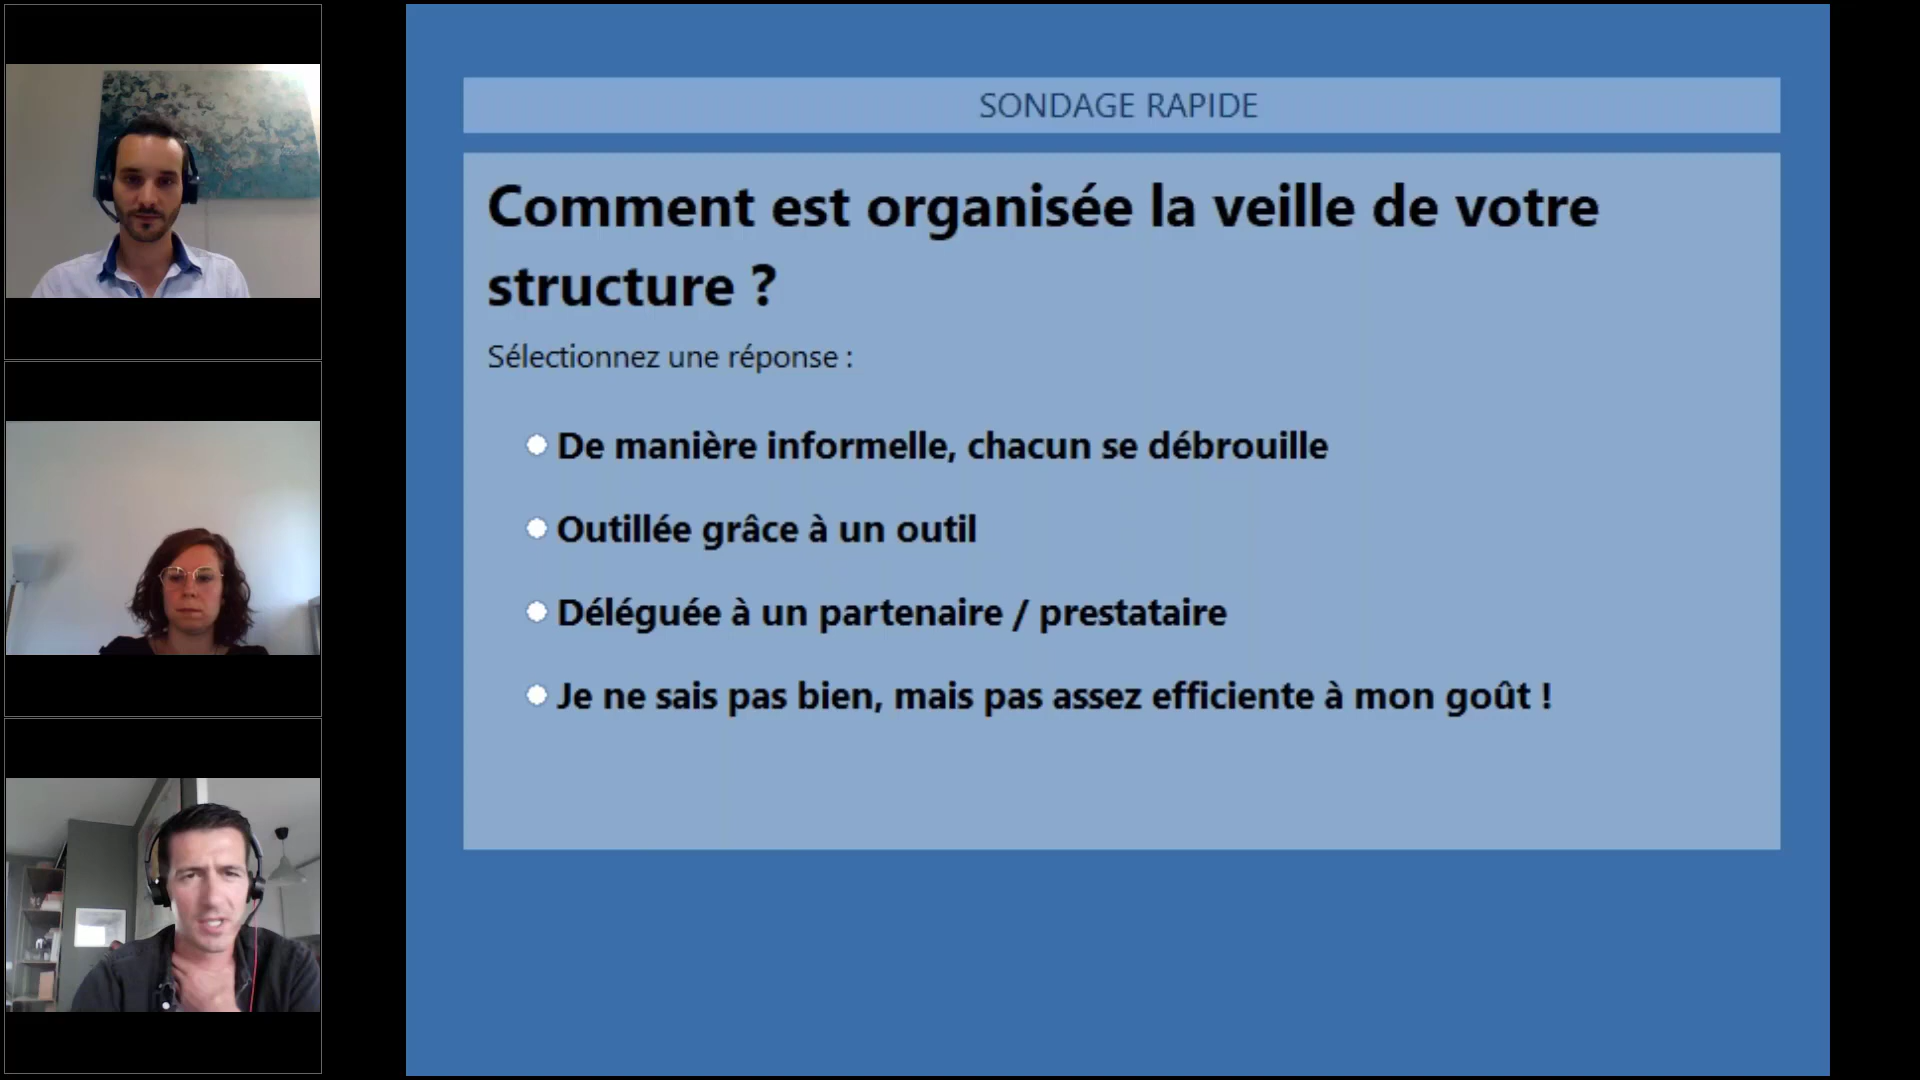 SONDAGE RAPIDE
Comment est organisée la veille de votre
structure ?
Sélectionnez une réponse :
De manière informelle, chacun se débrouille
Outillée grâce à un outil
Déléguée à un partenaire / prestataire
Je ne sais pas bien, mais pas assez efficiente à mon goût !